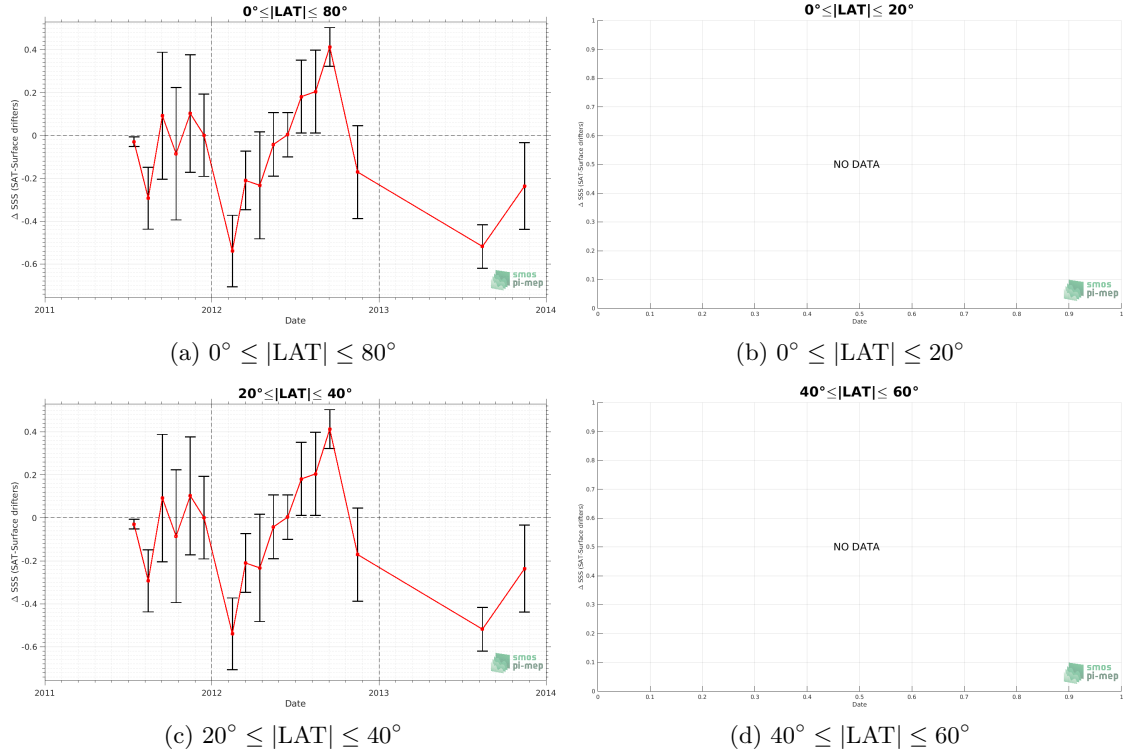 0°≤|LAT|≤ 80°
Δ SSS (SAT-Surface drifters)
0.4
0.2
0
-0.2
-0.4
-0.6
2011 2012 2013 2014
Date
smos
pi-mep
(a) 0° ≤ |LAT| ≤ 80°
0°≤|LAT|≤ 20°
Δ SSS (SAT-Surface drifters)
1
0.9
0.8
0.7
0.6
0.5
0.4
0.3
0.2
0.1
0
NO DATA
0 0.1 0.2 0.3 0.4 0.5 0.6 0.7 0.8 0.9 1
Date
smos
pi-mep
(b) 0° ≤ |LAT| ≤ 20°
20°≤|LAT|≤ 40°
Δ SSS (SAT-Surface drifters)
0.4
0.2
0
-0.2
-0.4
-0.6
2011 2012 2013 2014
Date
smos
pi-mep
(c) 20° ≤ |LAT| ≤ 40°
40°≤|LAT|≤ 60°
Δ SSS (SAT-Surface drifters)
1
0.9
0.8
0.7
0.6
0.5
0.4
0.3
0.2
0.1
0
NO DATA
0 0.1 0.2 0.3 0.4 0.5 0.6 0.7 0.8 0.9 1
Date
smos
pi-mep
(d) 40° ≤ |LAT| ≤ 60°